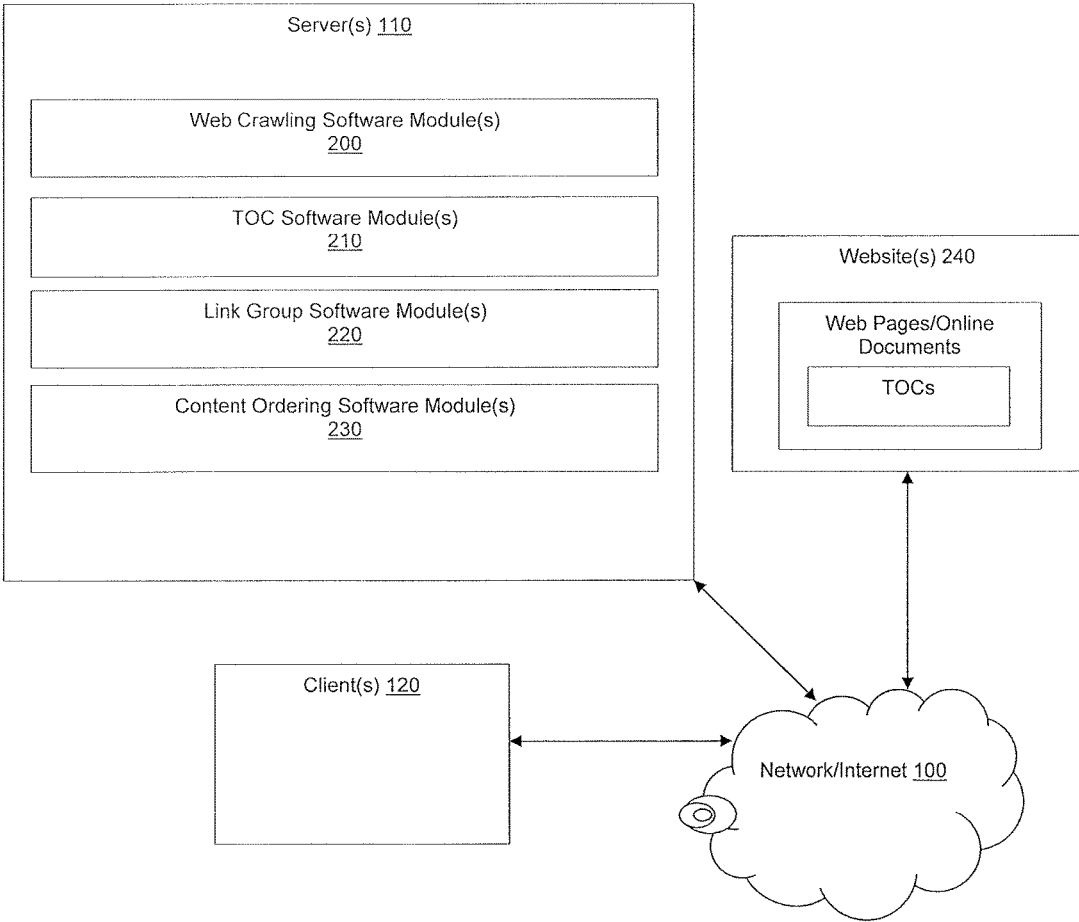 Server(s) 110
Web Crawling Software Module(s)
200
TOC Software Module(s)
210
Link Group Software Module(s)
220
Content Ordering Software Module(s)
230
Website(s) 240
Web Pages/Online
Documents
TOCs
Client(s) 120
Network/Internet 100